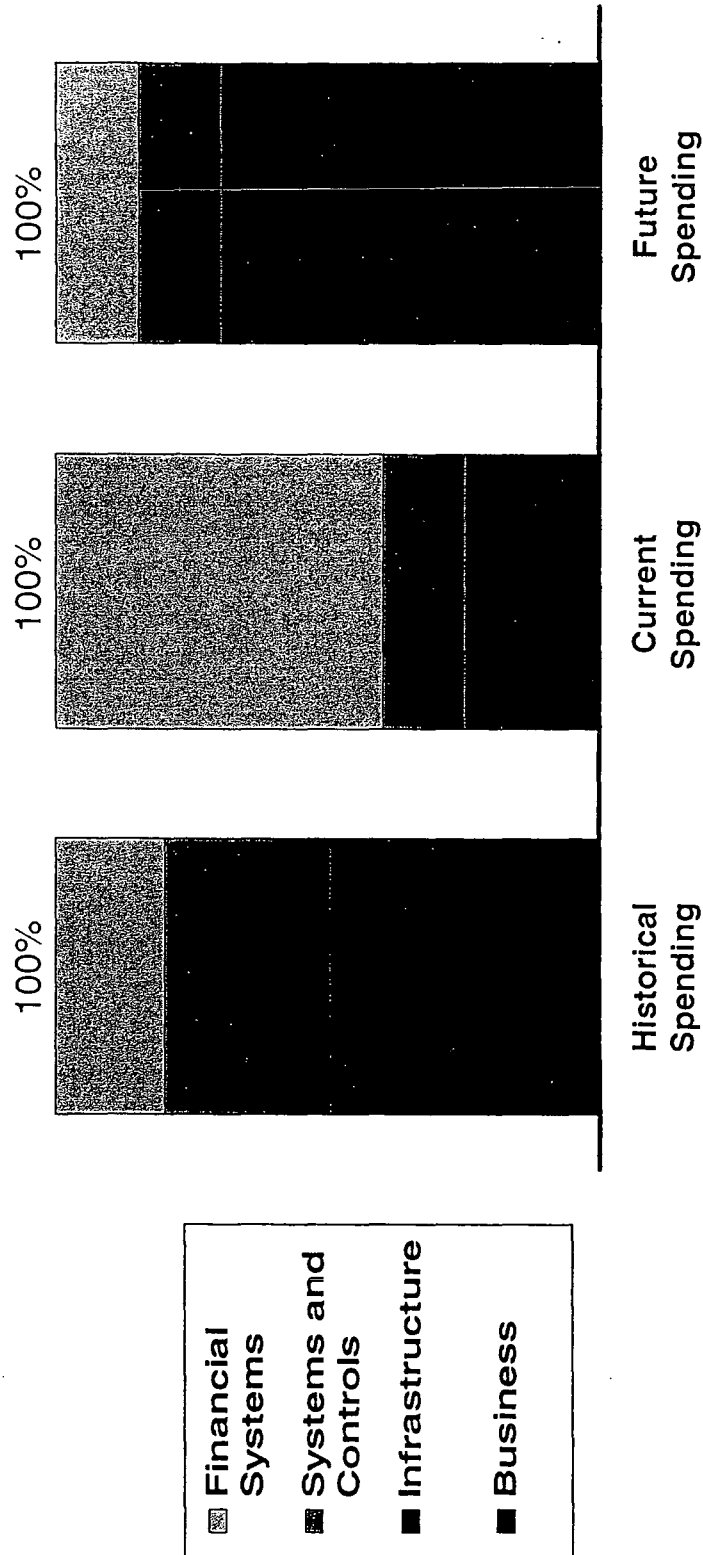 Financial
Systems
Systems and
Controls
Infrastructure
Business
100%
100%
100%
Historical
Spending
Current
Spending
Future
Spending